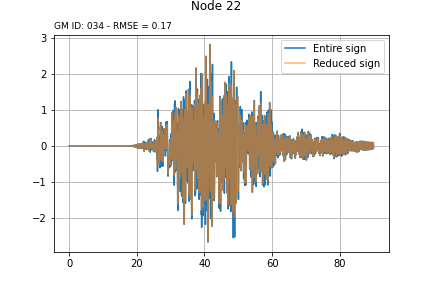 Node 22
GM ID: 034 - RMSE = 0.17
Entire sign
Reduced sign
3
2
1
0
−1
−2
0 20 40 60 80